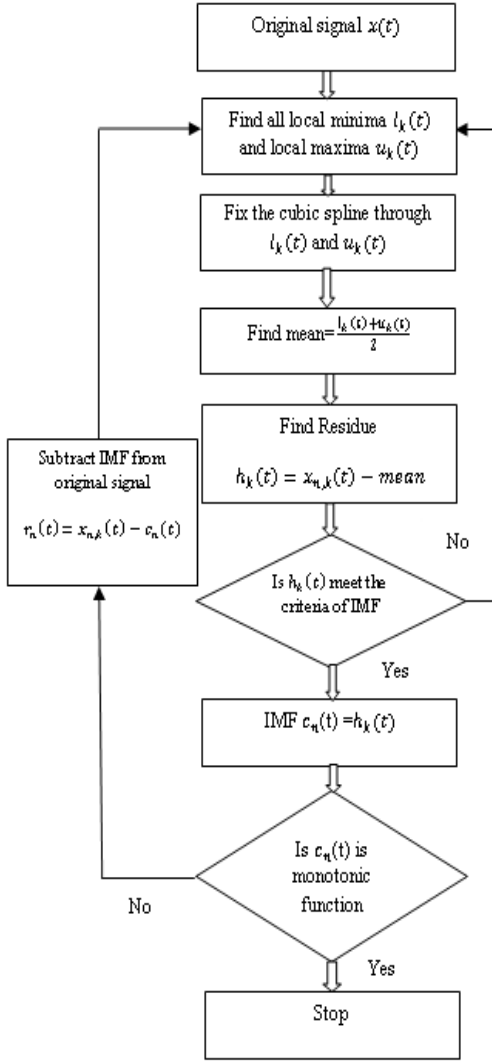 Original signal x(t)
Find all local minima l_k(t)
and local maxima u_k(t)
Fix the cubic spline through
l_k(t) and u_k(t)
Find mean=\frac{l_k(t)+u_k(t)}{2}
Find Residue
h_k(t) = x_{n,k}(t) − mean
Subtract IMF from
original signal
r_n(t) = x_{n,k}(t) − c_n(t)
No
Is h_k(t) meet the
criteria of IMF
Yes
IMF c_n(t) =h_k(t)
Is c_n(t) is
monotonic
function
No
Yes
Stop